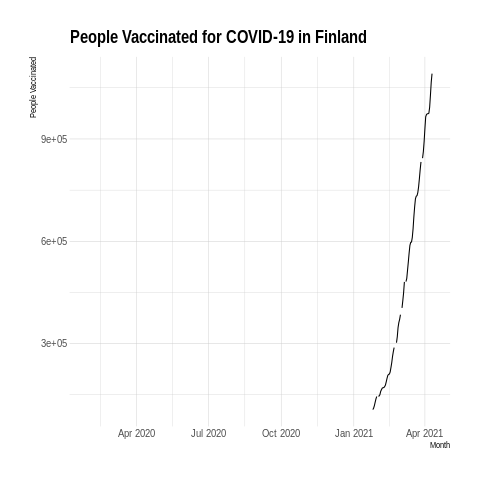 People Vaccinated for COVID-19 in Finland
People Vaccinated
9e+05
6e+05
3e+05
Apr 2020 Jul 2020 Oct 2020 Jan 2021 Apr 2021
Month